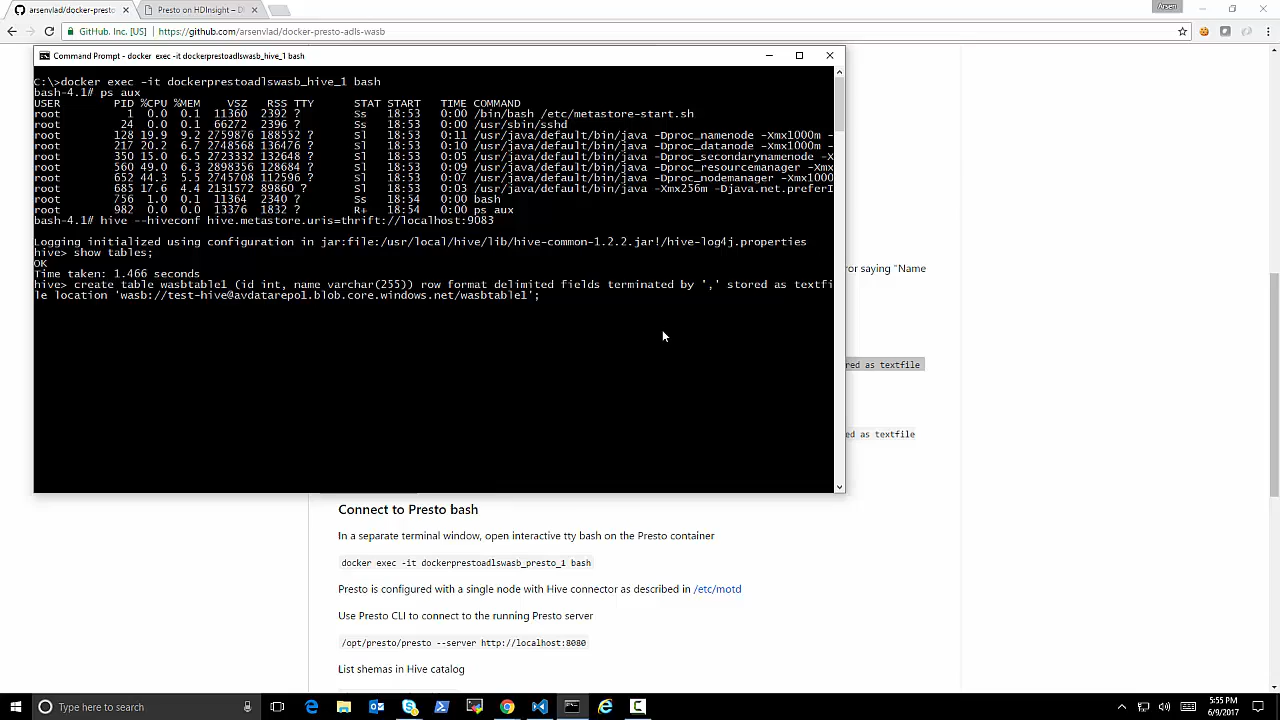 arsenvlad/docker-presto
Presto on HDInsight – D
Arsen
GitHub, Inc. [US]
https://github.com/arsenvlad/docker-presto-adls-wasb
Command Prompt - docker exec -it dockerprestoadlswasb_hive_1 bash
C:\>docker exec -it dockerprestoadlswasb_hive_1 bash
bash-4.1# ps aux
USER PID %CPU %MEM VSZ RSS TTY STAT START TIME COMMAND
root 1 0.0 0.1 11360 2392 ? Ss 18:53 0:00 /bin/bash /etc/metastore-start.sh
root 24 0.0 0.0 66272 2396 ? Ss 18:53 0:00 /usr/sbin/sshd
root 128 19.9 9.2 2759876 188552 ? Sl 18:53 0:11 /usr/java/default/bin/java -Dproc_namenode -Xmx1000m -
root 217 20.2 6.7 2748568 136476 ? Sl 18:53 0:10 /usr/java/default/bin/java -Dproc_datanode -Xmx1000m -
root 350 15.0 6.5 2723332 132648 ? Sl 18:53 0:05 /usr/java/default/bin/java -Dproc_secondarynamenode -X
root 560 49.0 6.3 2898356 128684 ? Sl 18:53 0:09 /usr/java/default/bin/java -Dproc_resourcemanager -Xmx
root 652 44.3 5.5 2745708 112596 ? Sl 18:53 0:07 /usr/java/default/bin/java -Dproc_nodemanager -Xmx1000
root 685 17.6 4.4 2131572 89860 ? Sl 18:53 0:03 /usr/java/default/bin/java -Xmx256m -Djava.net.preferI
root 756 1.0 0.1 11364 2340 ? Ss 18:54 0:00 bash
root 982 0.0 0.0 13376 1832 ? R+ 18:54 0:00 ps aux
bash-4.1# hive --hiveconf hive.metastore.uris=thrift://localhost:9083
Logging initialized using configuration in jar:file:/usr/local/hive/lib/hive-common-1.2.2.jar!/hive-log4j.properties
hive> show tables;
OK
Time taken: 1.466 seconds
hive> create table wasbtable1 (id int, name varchar(255)) row format delimited fields terminated by ',' stored as textfi
le location 'wasb://test-hive@avdatarepo1.blob.core.windows.net/wasbtable1';
or saying "Name
red as textfile
ed as textfile
Connect to Presto bash
In a separate terminal window, open interactive tty bash on the Presto container
docker exec -it dockerprestoadlswasb_presto_1 bash
Presto is configured with a single node with Hive connector as described in /etc/motd
Use Presto CLI to connect to the running Presto server
/opt/presto/presto --server http://localhost:8080
List shemas in Hive catalog
Type here to search
5:55 PM
6/9/2017